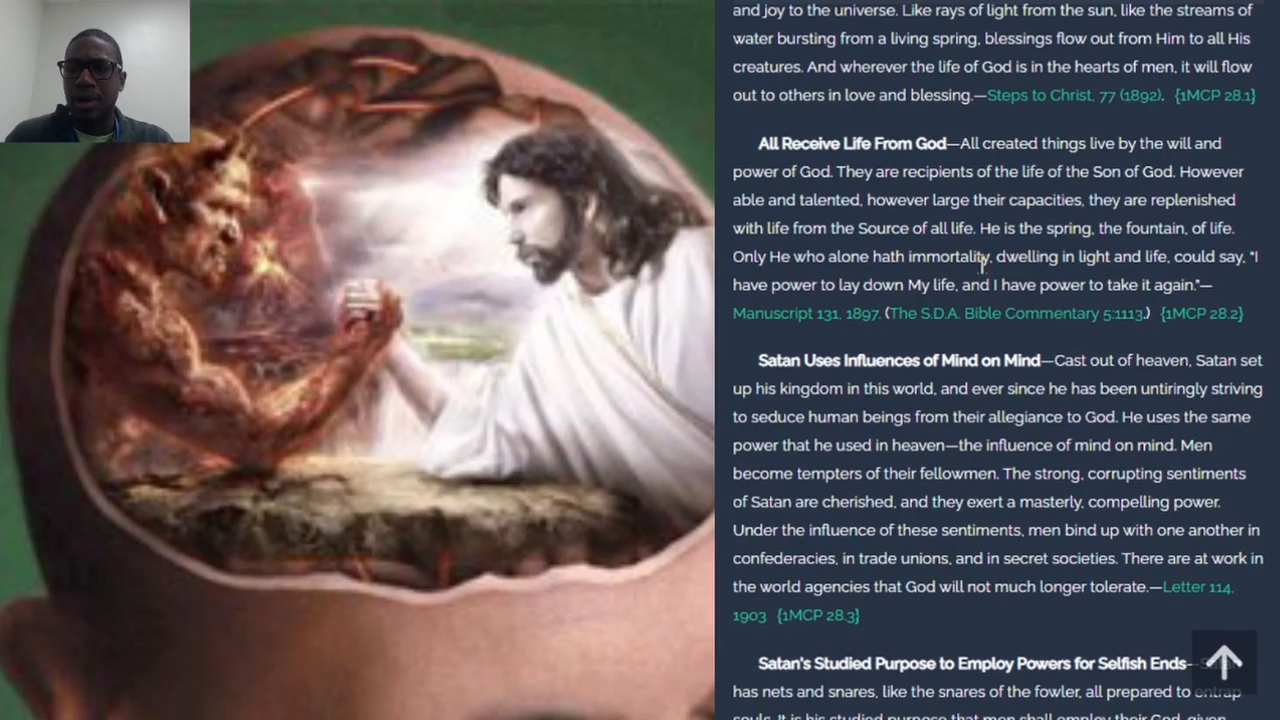 and joy to the universe. Like rays of light from the sun, like the streams of
water bursting from a living spring, blessings flow out from Him to all His
creatures. And wherever the life of God is in the hearts of men, it will flow
out to others in love and blessing.—Steps to Christ, 77 (1892). {1MCP 28.1}
All Receive Life From God—All created things live by the will and
power of God. They are recipients of the life of the Son of God. However
able and talented, however large their capacities, they are replenished
with life from the Source of all life. He is the spring, the fountain, of life.
Only He who alone hath immortality, dwelling in light and life, could say, "I
have power to lay down My life, and I have power to take it again."—
Manuscript 131, 1897. (The S.D.A. Bible Commentary 5:1113.) {1MCP 28.2}
Satan Uses Influences of Mind on Mind—Cast out of heaven, Satan set
up his kingdom in this world, and ever since he has been untiringly striving
to seduce human beings from their allegiance to God. He uses the same
power that he used in heaven—the influence of mind on mind. Men
become tempters of their fellowmen. The strong, corrupting sentiments
of Satan are cherished, and they exert a masterly, compelling power.
Under the influence of these sentiments, men bind up with one another in
confederacies, in trade unions, and in secret societies. There are at work in
the world agencies that God will not much longer tolerate.—Letter 114,
1903 {1MCP 28.3}
Satan's Studied Purpose to Employ Powers for Selfish Ends—Satan
has nets and snares, like the snares of the fowler, all prepared to entrap
souls. It is his studied purpose that men shall employ their God-given